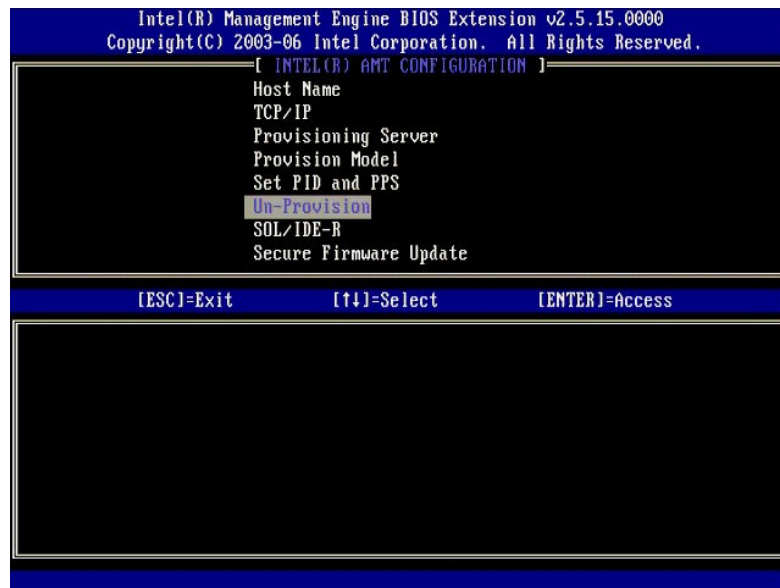 Intel(R) Management Engine BIOS Extension v2.5.15.0000
Copyright(C) 2003-06 Intel Corporation.  All Rights Reserved.
[ INTEL(R) AMT CONFIGURATION ]
Host Name
TCP/IP
Provisioning Server
Provision Model
Set PID and PPS
Un-Provision
SOL/IDE-R
Secure Firmware Update
[ESC]=Exit [↑↓]=Select [ENTER]=Access